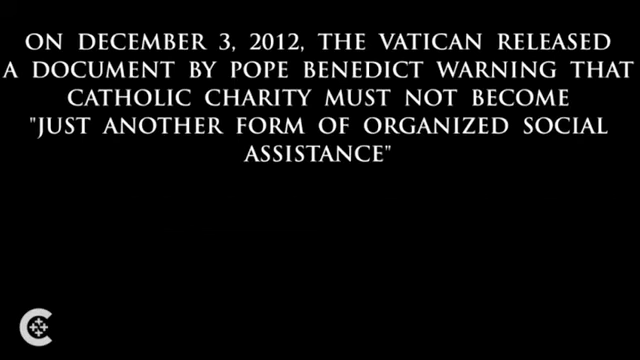 ON DECEMBER 3, 2012, THE VATICAN RELEASED
A DOCUMENT BY POPE BENEDICT WARNING THAT
CATHOLIC CHARITY MUST NOT BECOME
"JUST ANOTHER FORM OF ORGANIZED SOCIAL
ASSISTANCE"